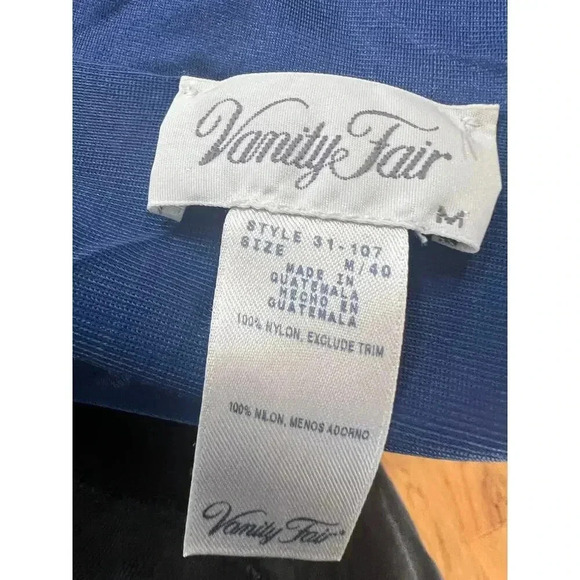 Vanity Fair
M
STYLE 31-107
SIZE M/40
MADE IN
GUATEMALA
HECHO EN
GUATEMALA
100% NYLON, EXCLUDE TRIM
100% NILON, MENOS ADORNO
Vanity Fair®